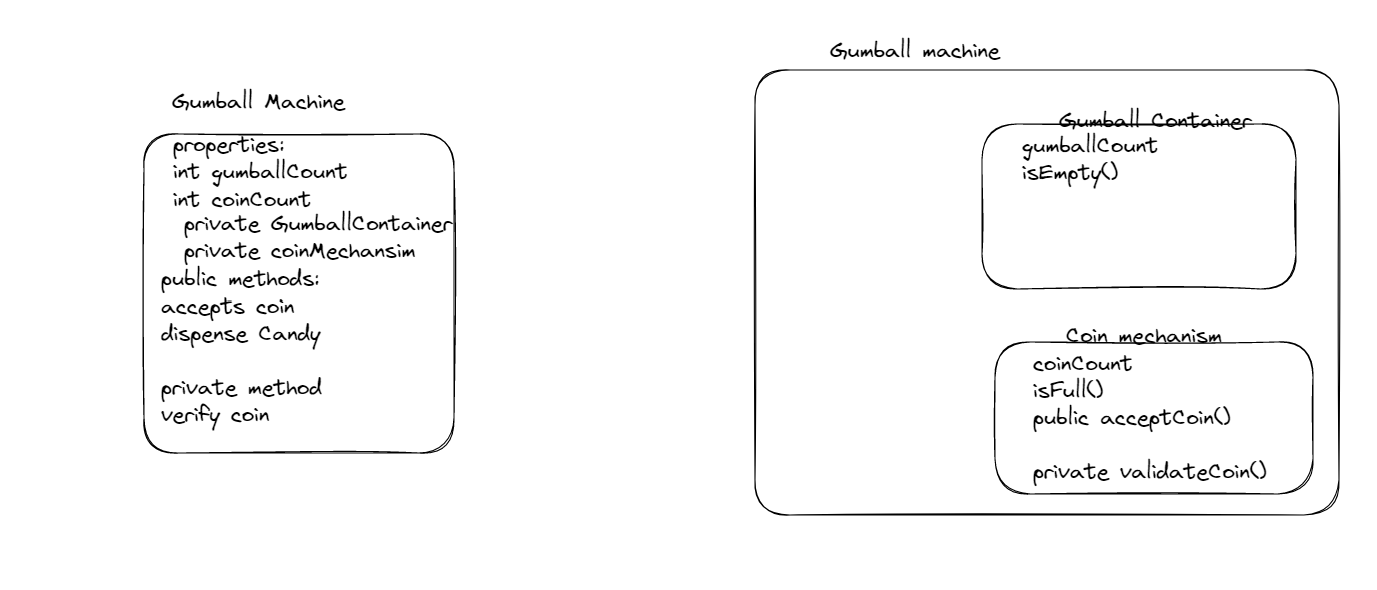 Gumball Machine
properties:
int gumballCount
int coinCount
private GumballContainer
private coinMechansim
public methods:
accepts coin
dispense Candy
private method
verify coin
Gumball machine
Gumball Container
gumballCount
isEmpty()
Coin mechanism
coinCount
isFull()
public acceptCoin()
private validateCoin()